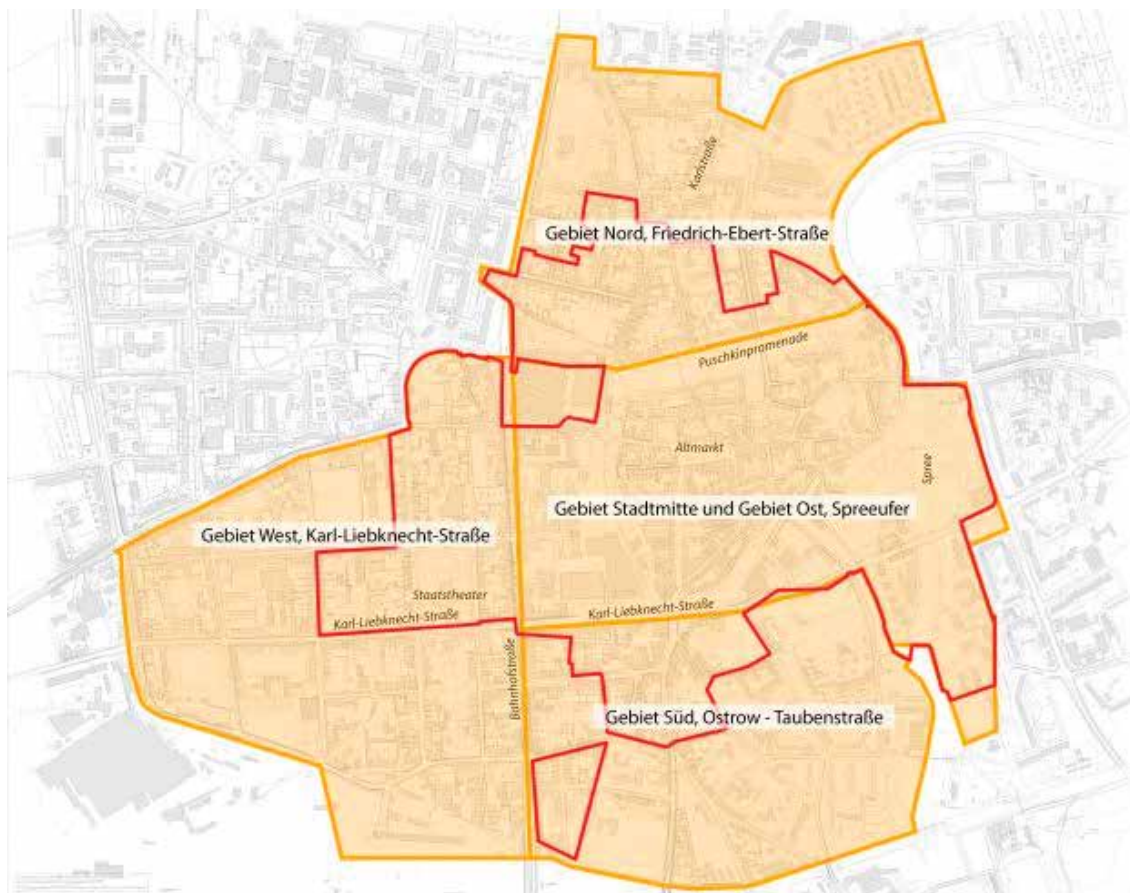 Karlstraße
Gebiet Nord, Friedrich-Ebert-Straße
Puschkinpromenade
Altmarkt
Spree
Gebiet Stadtmitte und Gebiet Ost, Spreeufer
Gebiet West, Karl-Liebknecht-Straße
Staatstheater
Karl-Liebknecht-Straße
Karl-Liebknecht-Straße
Bahnhofstraße
Gebiet Süd, Ostrow - Taubenstraße